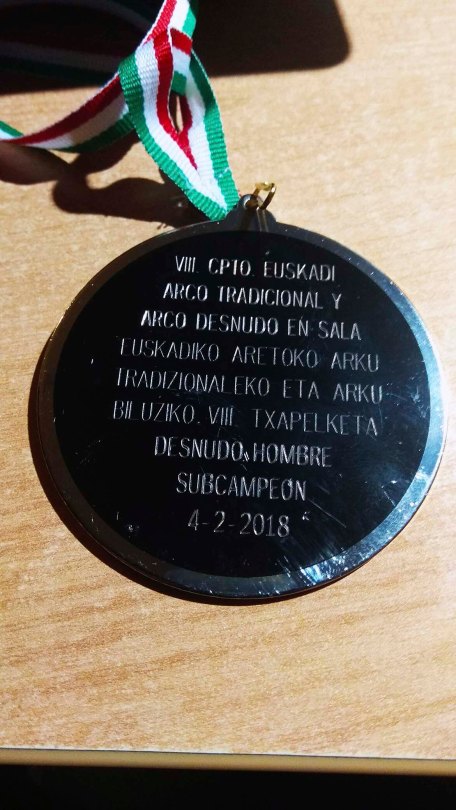 VIII. CPTO. EUSKADI
ARCO TRADICIONAL Y
ARCO DESNUDO EN SALA
EUSKADIKO ARETOKO ARKU
TRADIZIONALEKO ETA ARKU
BILUZIKO. VIII. TXAPELKETA
DESNUDO HOMBRE
SUBCAMPEÓN
4-2-2018